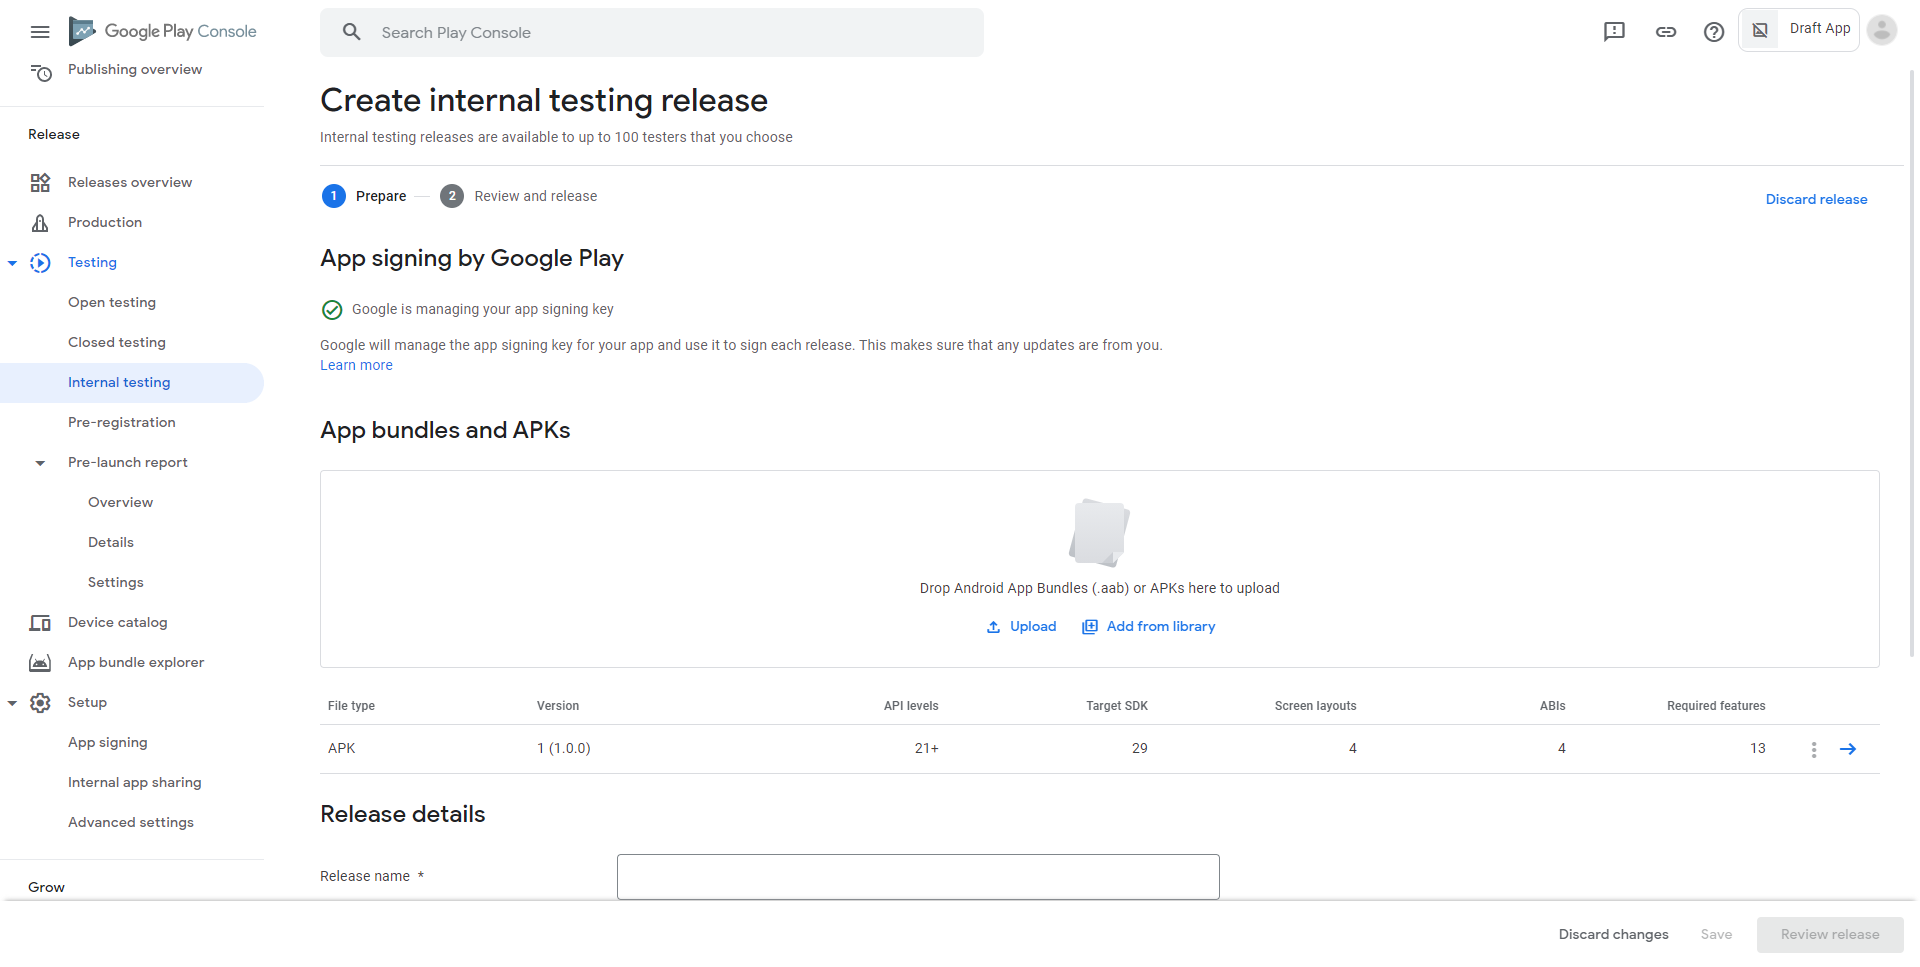 Google Play Console
Search Play Console
Draft App
Publishing overview
Release
Releases overview
Production
Testing
Open testing
Closed testing
Internal testing
Pre-registration
Pre-launch report
Overview
Details
Settings
Device catalog
App bundle explorer
Setup
App signing
Internal app sharing
Advanced settings
Grow
Create internal testing release
Internal testing releases are available to up to 100 testers that you choose
1 Prepare 2 Review and release
Discard release
App signing by Google Play
Google is managing your app signing key
Google will manage the app signing key for your app and use it to sign each release. This makes sure that any updates are from you.
Learn more
App bundles and APKs
Drop Android App Bundles (.aab) or APKs here to upload
Upload Add from library
File type Version API levels Target SDK Screen layouts ABIs Required features
APK 1 (1.0.0) 21+ 29 4 4 13
Release details
Release name *
Discard changes Save Review release